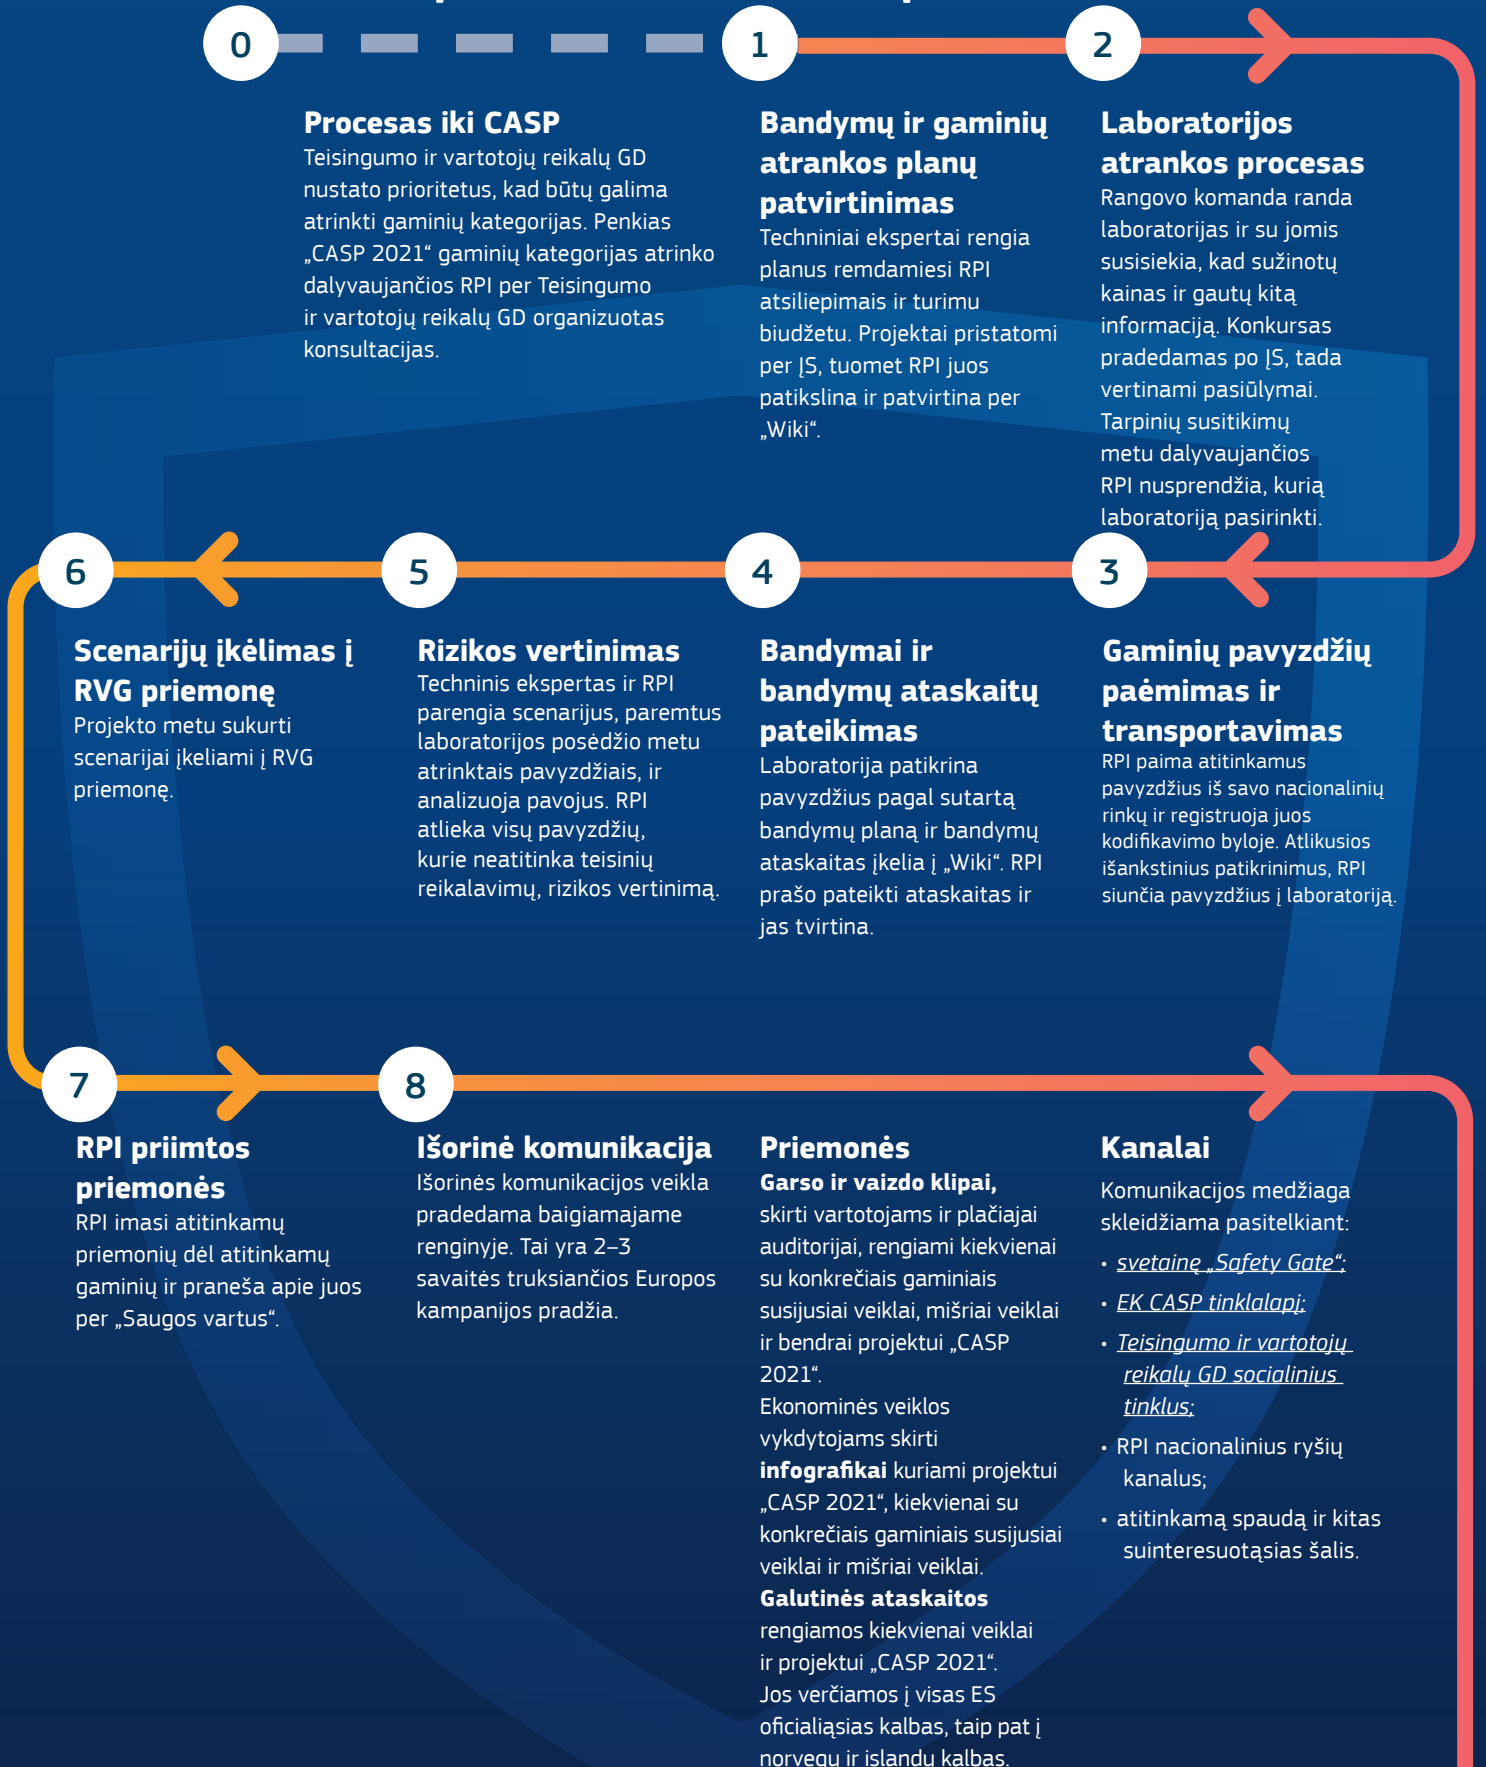 0
1
2
Procesas iki CASP
Teisingumo ir vartotojų reikalų GD
nustato prioritetus, kad būtų galima
atrinkti gaminių kategorijas. Penkias
„CASP 2021“ gaminių kategorijas atrinko
dalyvaujančios RPI per Teisingumo
ir vartotojų reikalų GD organizuotas
konsultacijas.
Bandymų ir gaminių
atrankos planų
patvirtinimas
Techniniai ekspertai rengia
planus remdamiesi RPI
atsiliepimais ir turimu
biudžetu. Projektai pristatomi
per ĮS, tuomet RPI juos
patikslina ir patvirtina per
„Wiki“.
Laboratorijos
atrankos procesas
Rangovo komanda randa
laboratorijas ir su jomis
susisiekia, kad sužinotų
kainas ir gautų kitą
informaciją. Konkursas
pradedamas po ĮS, tada
vertinami pasiūlymai.
Tarpinių susitikimų
metu dalyvaujančios
RPI nusprendžia, kurią
laboratoriją pasirinkti.
6
5
4
3
Scenarijų įkėlimas į
RVG priemonę
Projekto metu sukurti
scenarijai įkeliami į RVG
priemonę.
Rizikos vertinimas
Techninis ekspertas ir RPI
parengia scenarijus, paremtus
laboratorijos posėdžio metu
atrinktais pavyzdžiais, ir
analizuoja pavojus. RPI
atlieka visų pavyzdžių,
kurie neatitinka teisinių
reikalavimų, rizikos vertinimą.
Bandymai ir
bandymų ataskaitų
pateikimas
Laboratorija patikrina
pavyzdžius pagal sutartą
bandymų planą ir bandymų
ataskaitas įkelia į „Wiki“. RPI
prašo pateikti ataskaitas ir
jas tvirtina.
Gaminių pavyzdžių
paėmimas ir
transportavimas
RPI paima atitinkamus
pavyzdžius iš savo nacionalinių
rinkų ir registruoja juos
kodifikavimo byloje. Atlikusios
išankstinius patikrinimus, RPI
siunčia pavyzdžius į laboratoriją.
7
8
RPI priimtos
priemonės
RPI imasi atitinkamų
priemonių dėl atitinkamų
gaminių ir praneša apie juos
per „Saugos vartus“.
Išorinė komunikacija
Išorinės komunikacijos veikla
pradedama baigiamajame
renginyje. Tai yra 2–3
savaitės truksiančios Europos
kampanijos pradžia.
Priemonės
Garso ir vaizdo klipai,
skirti vartotojams ir plačiajai
auditorijai, rengiami kiekvienai
su konkrečiais gaminiais
susijusiai veiklai, mišriai veiklai
ir bendrai projektui „CASP
2021“.
Ekonominės veiklos
vykdytojams skirti
infografikai kuriami projektui
„CASP 2021“, kiekvienai su
konkrečiais gaminiais susijusiai
veiklai ir mišriai veiklai.
Galutinės ataskaitos
rengiamos kiekvienai veiklai
ir projektui „CASP 2021“.
Jos verčiamos į visas ES
oficialiąsias kalbas, taip pat į
norvegų ir islandų kalbas.
Kanalai
Komunikacijos medžiaga
skleidžiama pasitelkiant:
• svetainę „Safety Gate“;
• EK CASP tinklalapį;
• Teisingumo ir vartotojų
reikalų GD socialinius
tinklus;
• RPI nacionalinius ryšių
kanalus;
• atitinkamą spaudą ir kitas
suinteresuotąsias šalis.